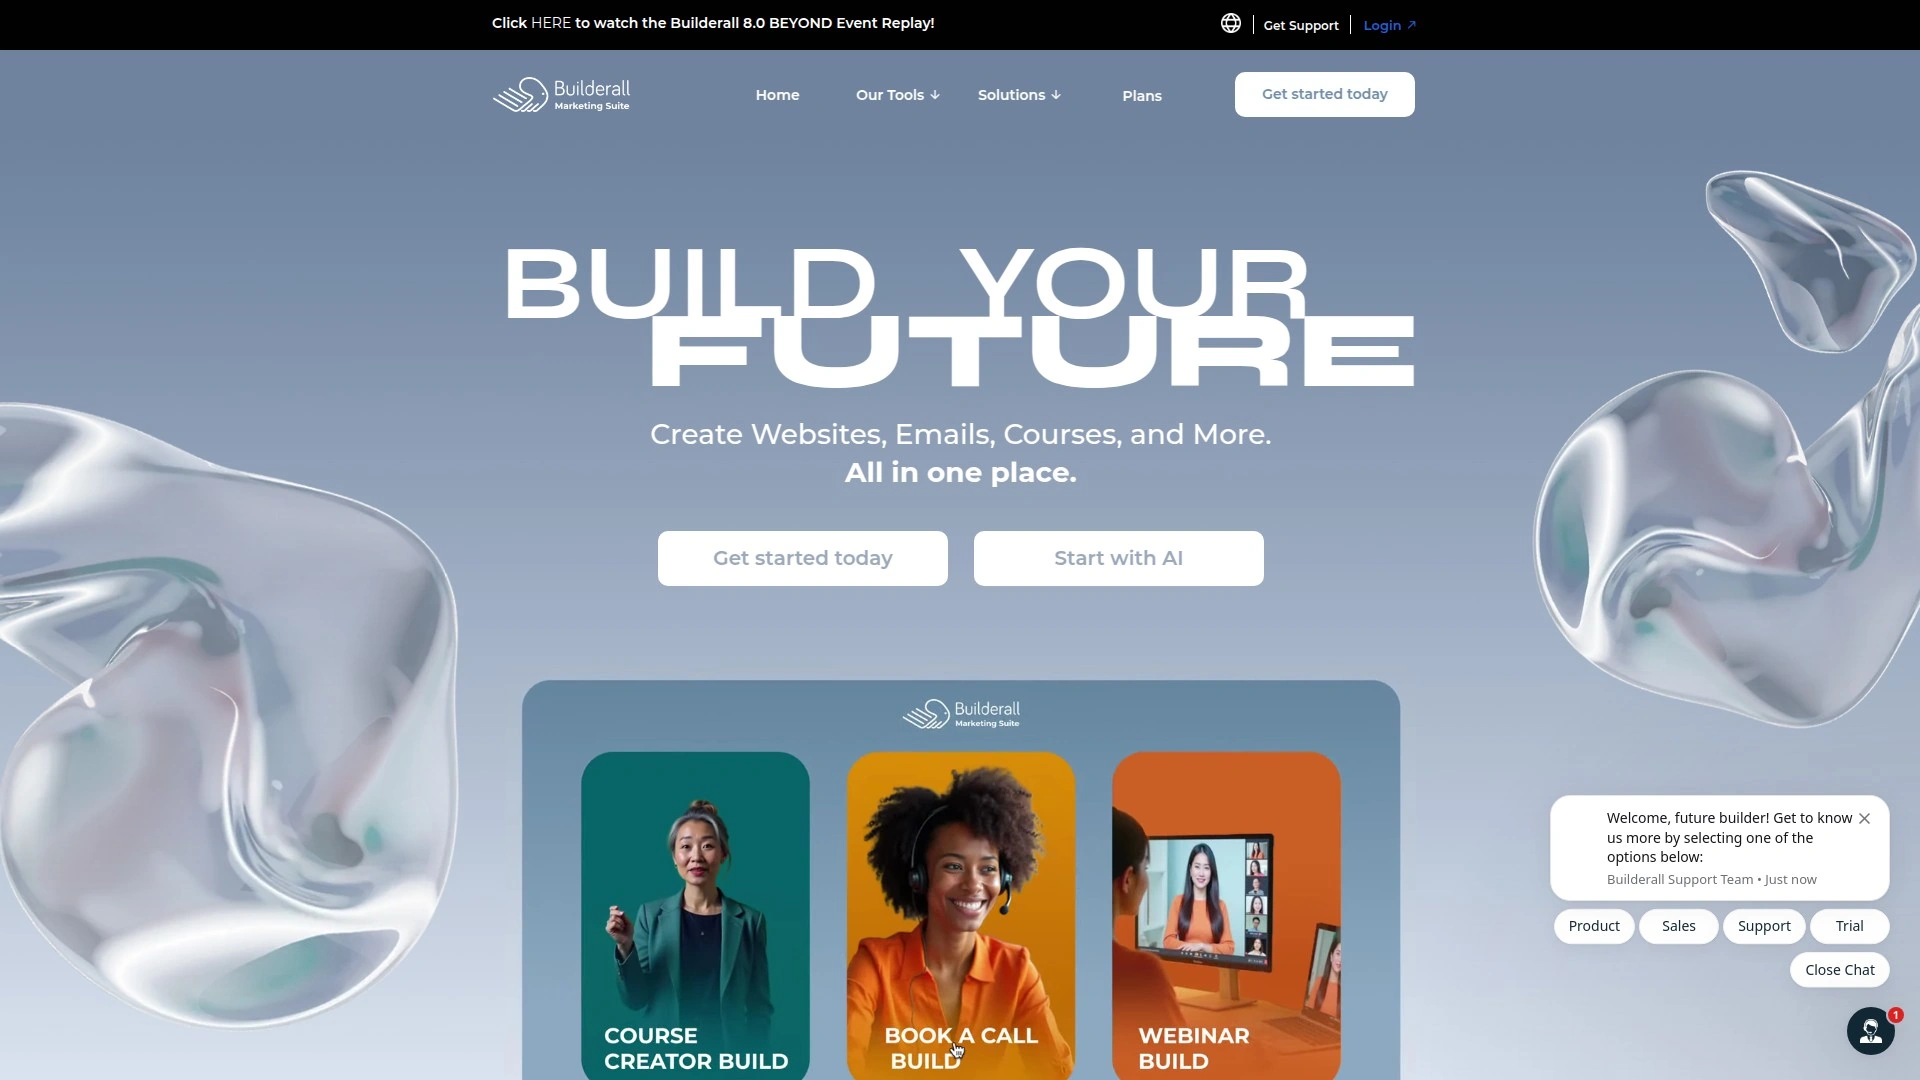 Click HERE to watch the Builderall 8.0 BEYOND Event Replay!
Get Support
Login ↗
Builderall
Marketing Suite
Home
Our Tools ↓
Solutions ↓
Plans
Get started today
BUILD YOUR
FUTURE
Create Websites, Emails, Courses, and More.
All in one place.
Get started today
Start with AI
Builderall
Marketing Suite
COURSE
CREATOR BUILD
BOOK A CALL
BUILD
WEBINAR
BUILD
Welcome, future builder! Get to know
us more by selecting one of the
options below:
Builderall Support Team • Just now
Product
Sales
Support
Trial
Close Chat
1